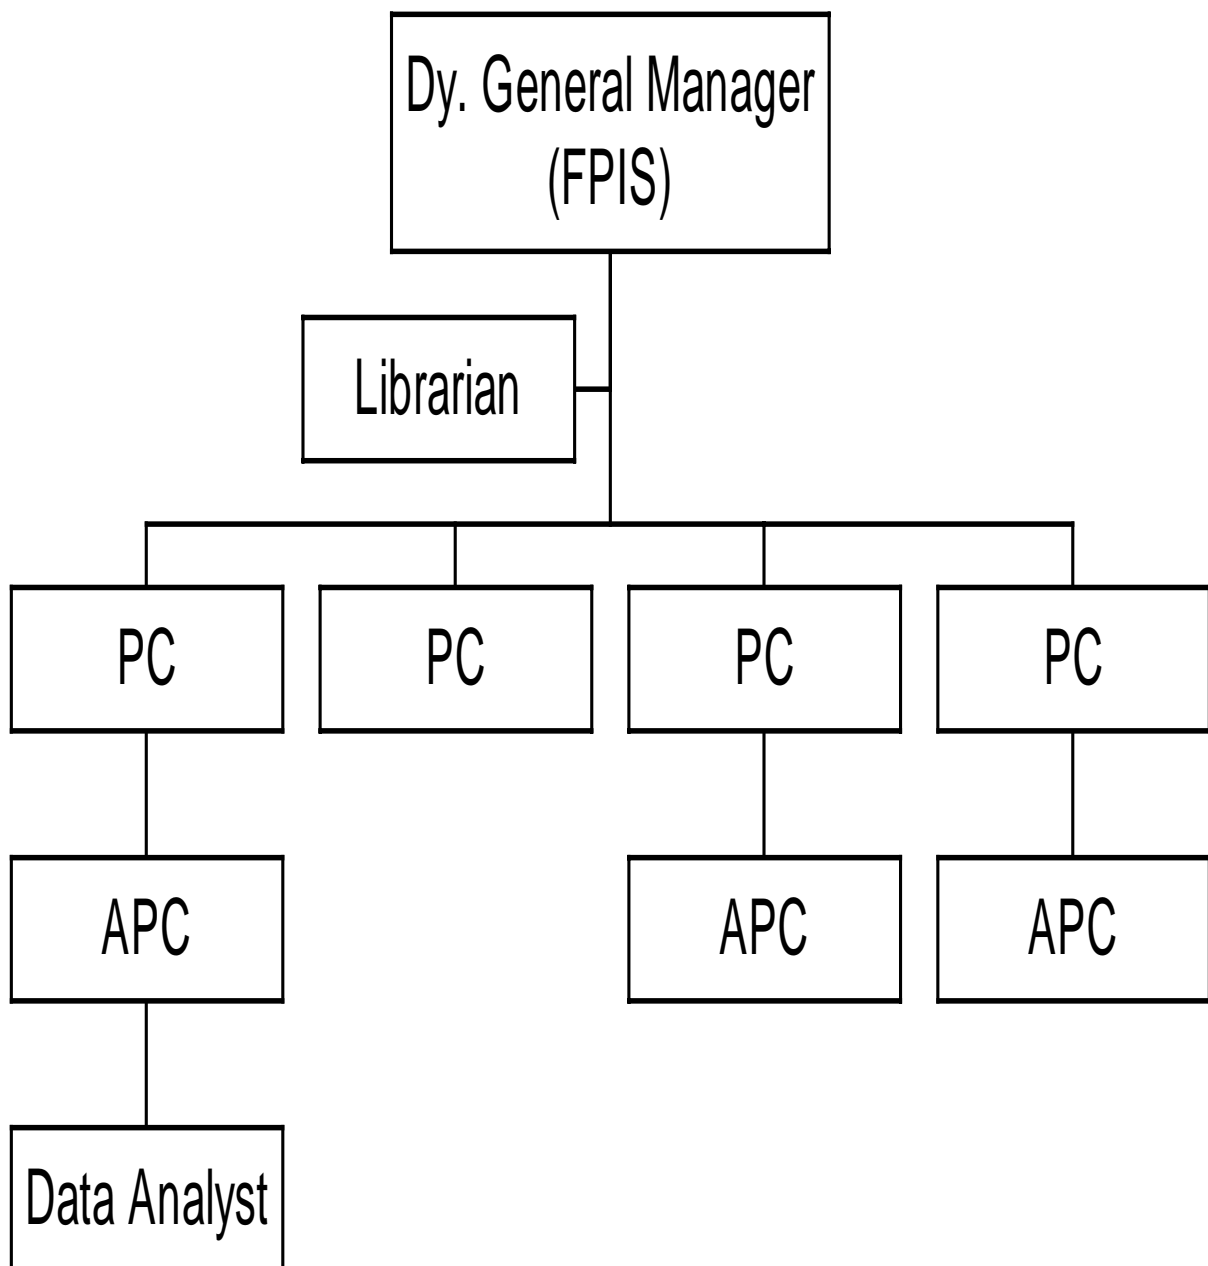 Dy. General Manager
(FPIS)
Librarian
PC
PC
PC
PC
APC
APC
APC
Data Analyst